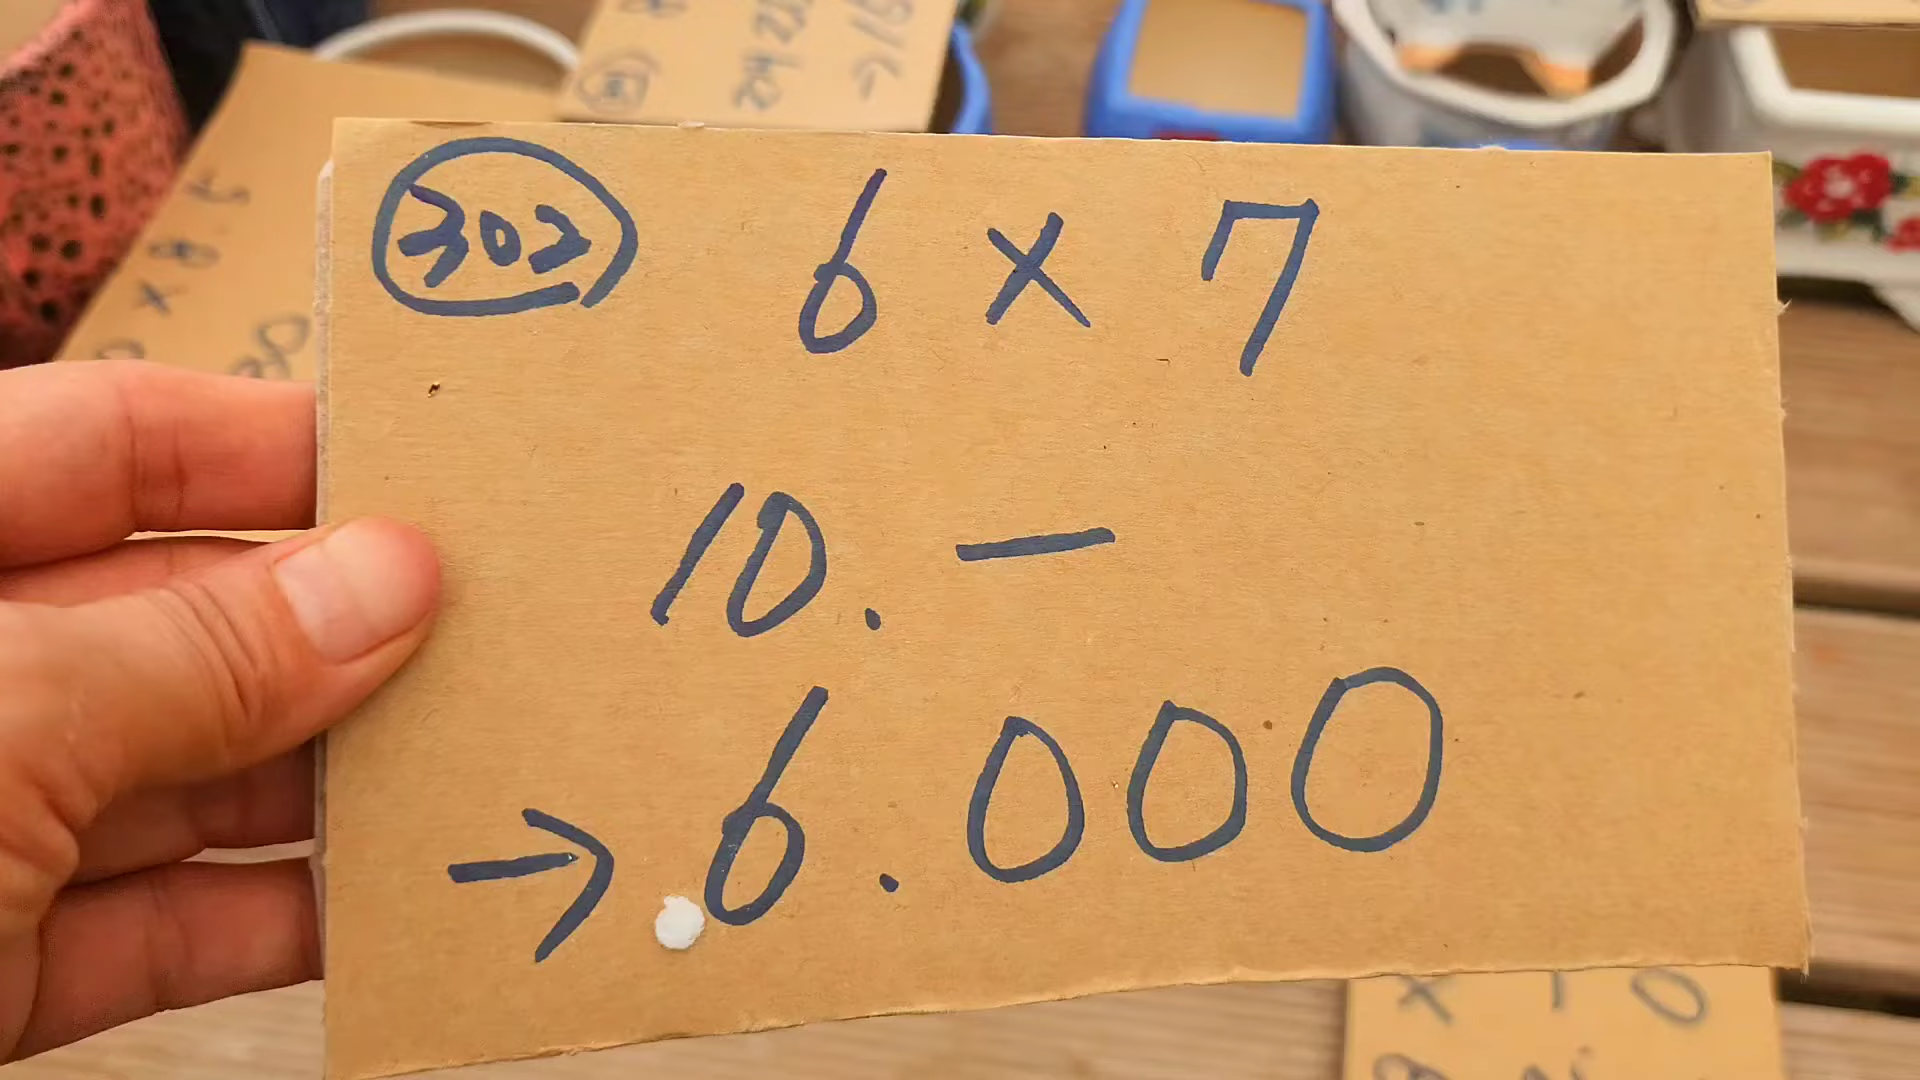 302 6 x 7
10. –
→ 6.000